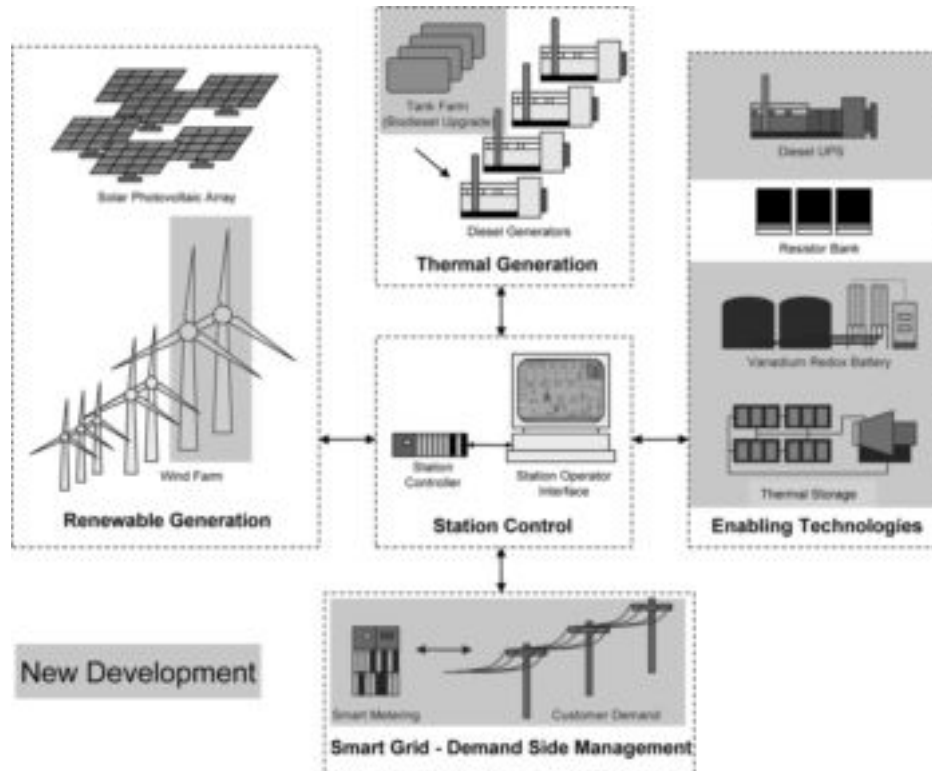 Solar Photovoltaic Array
Wind Farm
Renewable Generation
Tank Farm
(Biodiesel Upgrade)
Diesel Generators
Thermal Generation
Station
Controller
Station Operator
Interface
Station Control
Diesel UPS
Resistor Bank
Vanadium Redox Battery
Thermal Storage
Enabling Technologies
New Development
Smart Metering
Customer Demand
Smart Grid - Demand Side Management